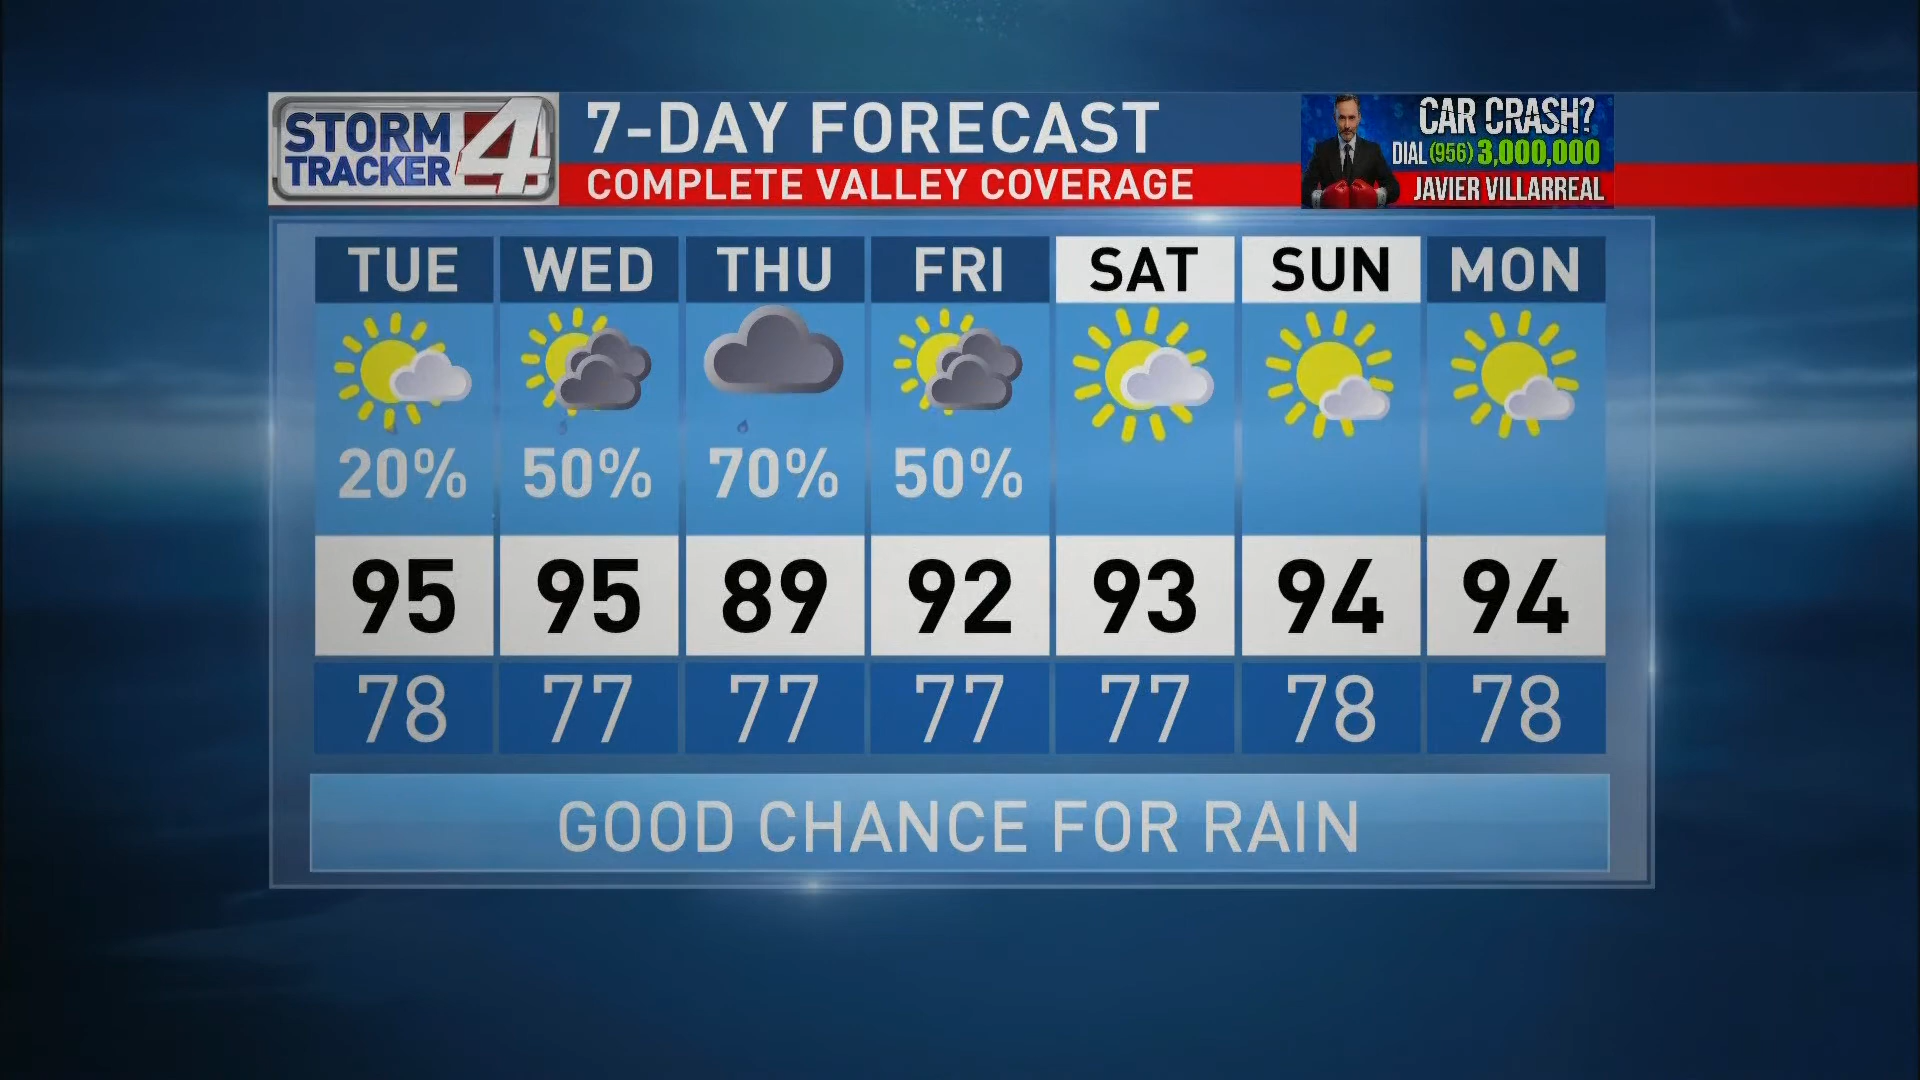 STORM TRACKER 4
7-DAY FORECAST
COMPLETE VALLEY COVERAGE
CAR CRASH?
DIAL (956) 3,000,000
JAVIER VILLARREAL
TUE WED THU FRI SAT SUN MON
20% 50% 70% 50%
95 95 89 92 93 94 94
78 77 77 77 77 78 78
GOOD CHANCE FOR RAIN